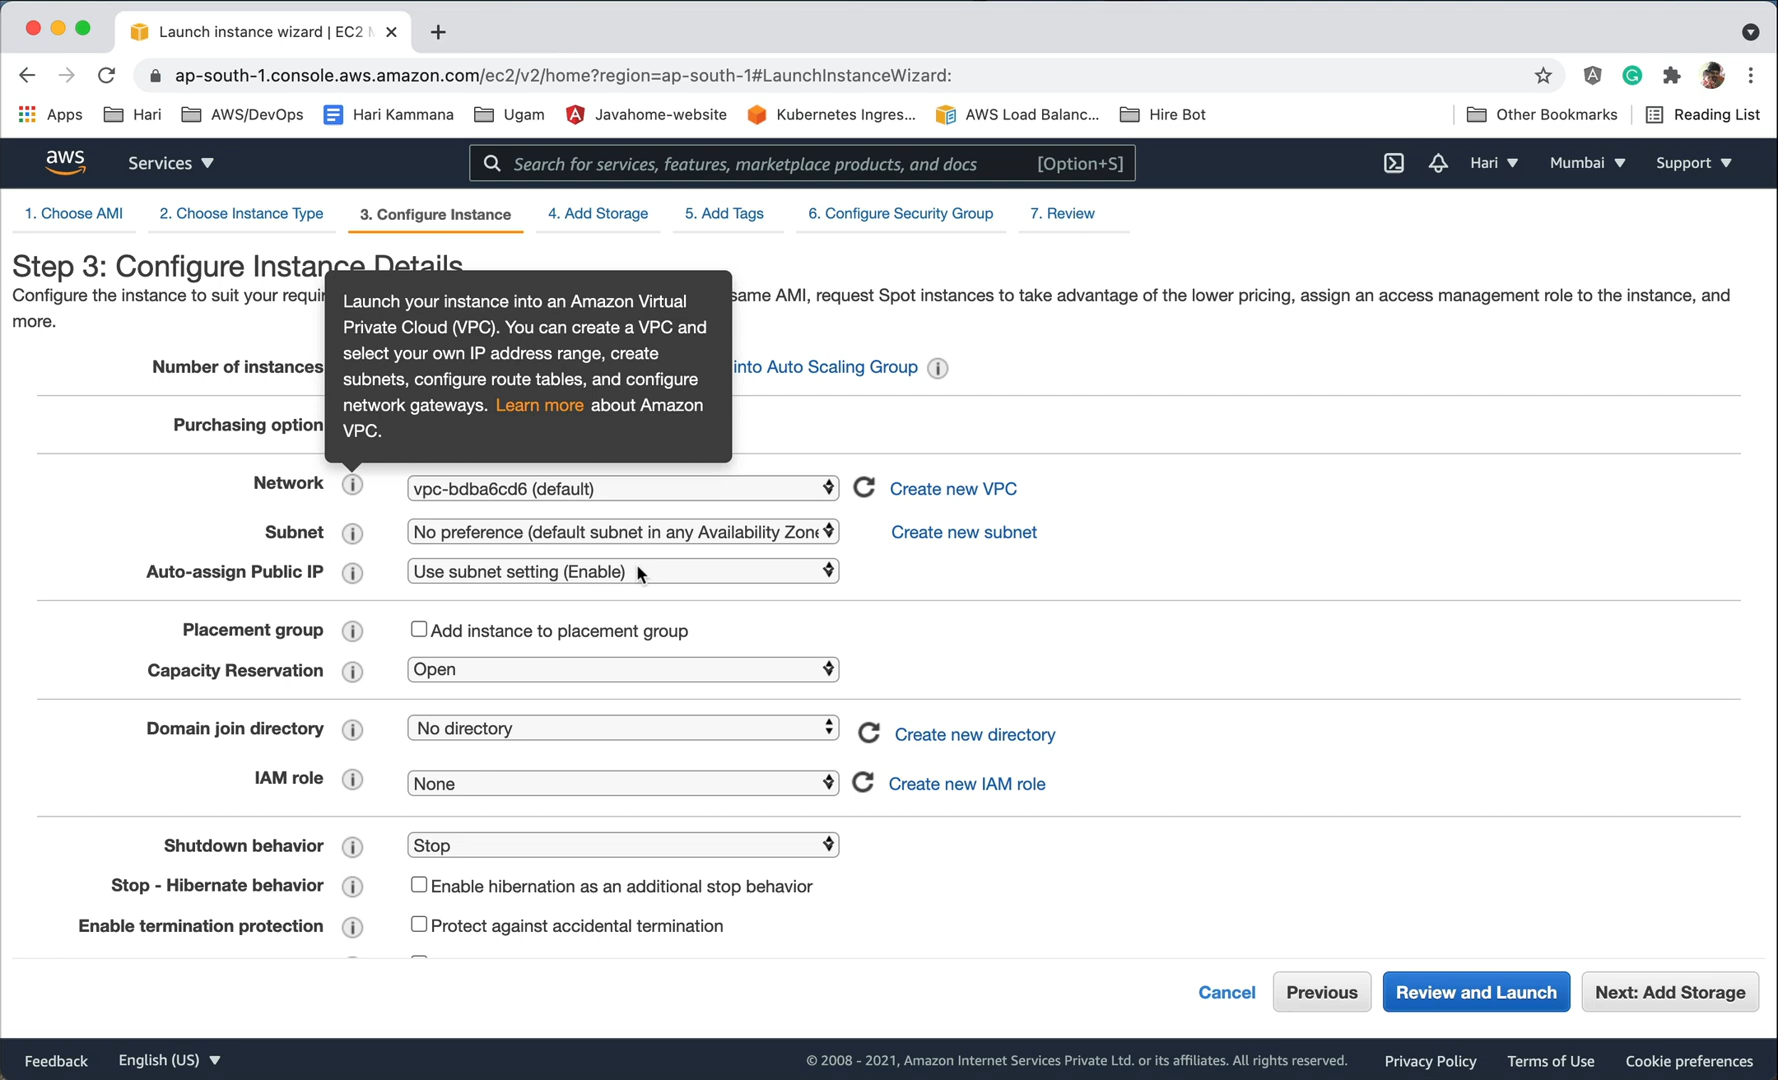 Launch instance wizard | EC2 M
ap-south-1.console.aws.amazon.com/ec2/v2/home?region=ap-south-1#LaunchInstanceWizard:
Apps Hari AWS/DevOps Hari Kammana Ugam Javahome-website Kubernetes Ingres... AWS Load Balanc... Hire Bot Other Bookmarks Reading List
aws Services Search for services, features, marketplace products, and docs [Option+S] Hari Mumbai Support
1. Choose AMI 2. Choose Instance Type 3. Configure Instance 4. Add Storage 5. Add Tags 6. Configure Security Group 7. Review
Step 3: Configure Instance Details
Configure the instance to suit your requir same AMI, request Spot instances to take advantage of the lower pricing, assign an access management role to the instance, and
more.
Launch your instance into an Amazon Virtual
Private Cloud (VPC). You can create a VPC and
select your own IP address range, create
subnets, configure route tables, and configure
network gateways. Learn more about Amazon
VPC.
Number of instances into Auto Scaling Group
Purchasing option
Network vpc-bdba6cd6 (default) Create new VPC
Subnet No preference (default subnet in any Availability Zone Create new subnet
Auto-assign Public IP Use subnet setting (Enable)
Placement group Add instance to placement group
Capacity Reservation Open
Domain join directory No directory Create new directory
IAM role None Create new IAM role
Shutdown behavior Stop
Stop - Hibernate behavior Enable hibernation as an additional stop behavior
Enable termination protection Protect against accidental termination
Cancel Previous Review and Launch Next: Add Storage
Feedback English (US) © 2008 - 2021, Amazon Internet Services Private Ltd. or its affiliates. All rights reserved. Privacy Policy Terms of Use Cookie preferences